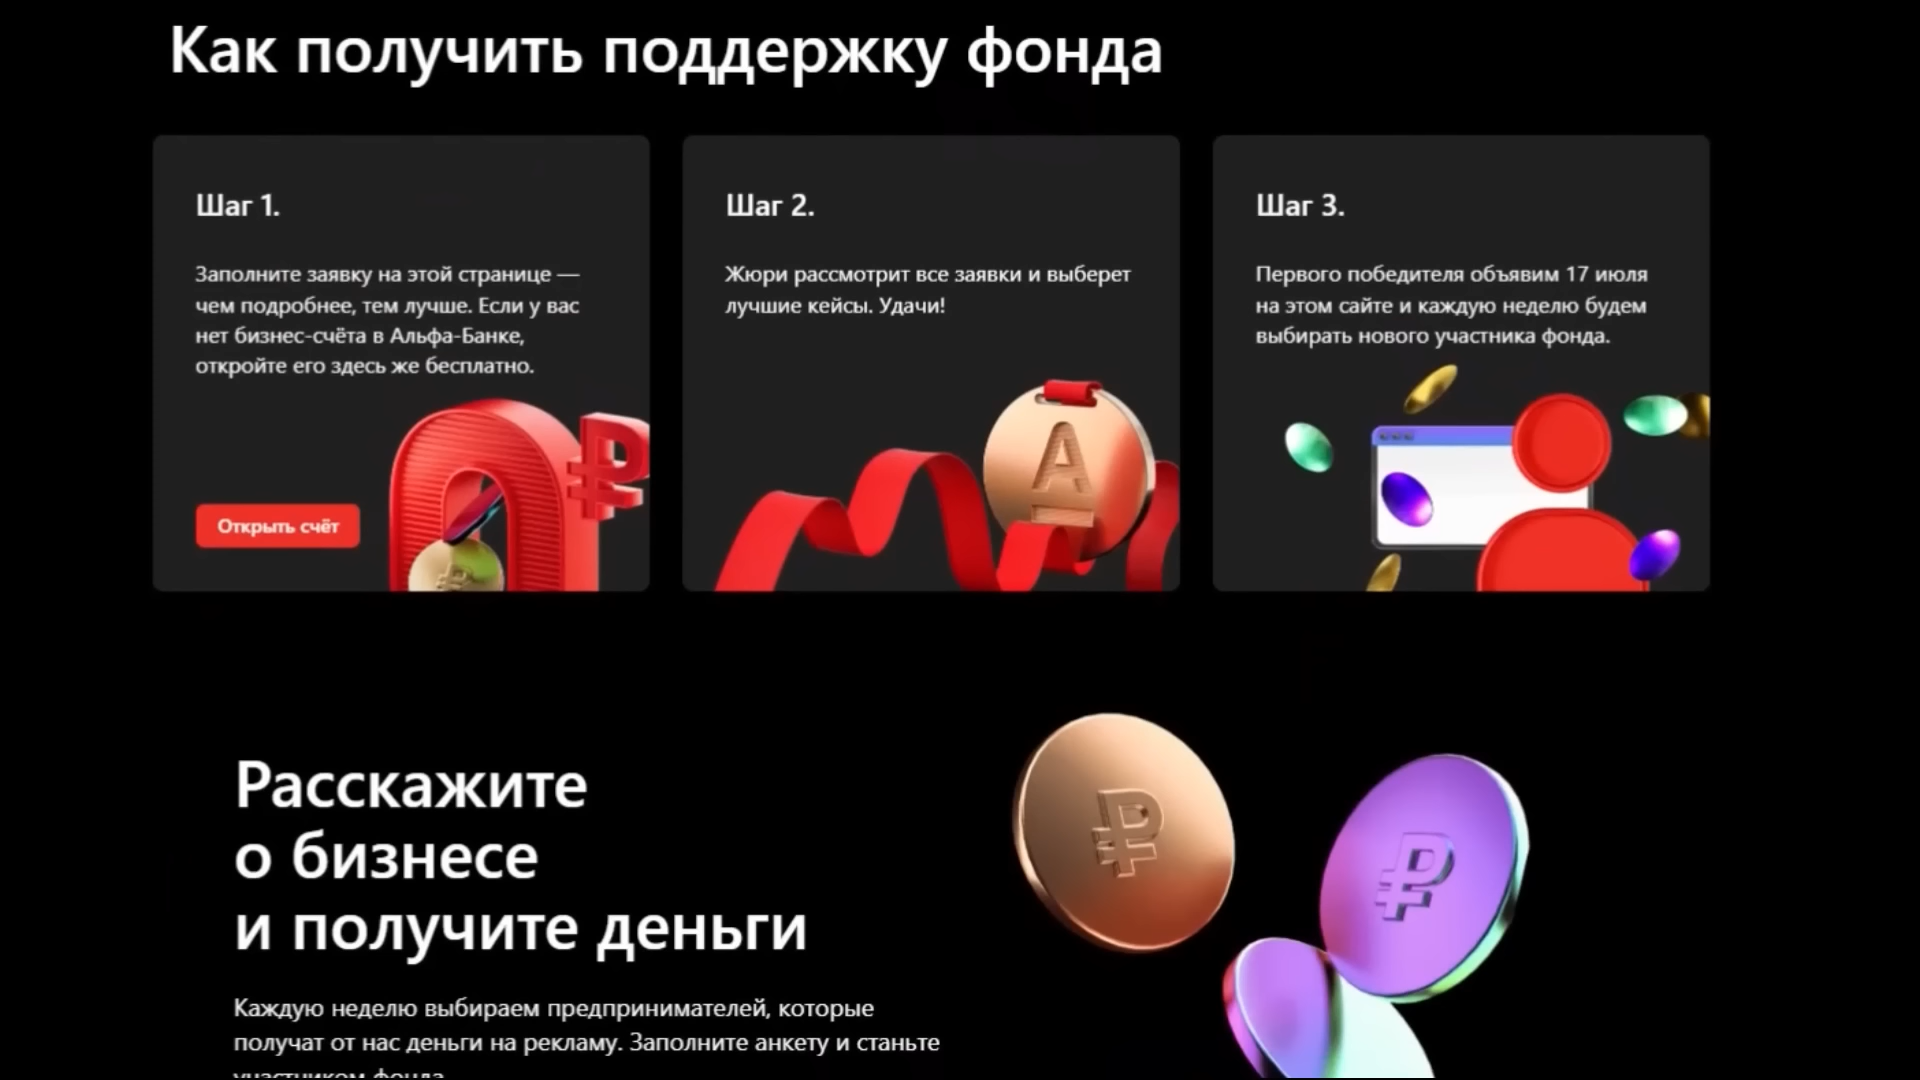 Как получить поддержку фонда
Шаг 1.
Заполните заявку на этой странице —
чем подробнее, тем лучше. Если у вас
нет бизнес-счёта в Альфа-Банке,
откройте его здесь же бесплатно.
Открыть счёт
Шаг 2.
Жюри рассмотрит все заявки и выберет
лучшие кейсы. Удачи!
А
Шаг 3.
Первого победителя объявим 17 июля
на этом сайте и каждую неделю будем
выбирать нового участника фонда.
Расскажите
о бизнесе
и получите деньги
Каждую неделю выбираем предпринимателей, которые
получат от нас деньги на рекламу. Заполните анкету и станьте
участником фонда.